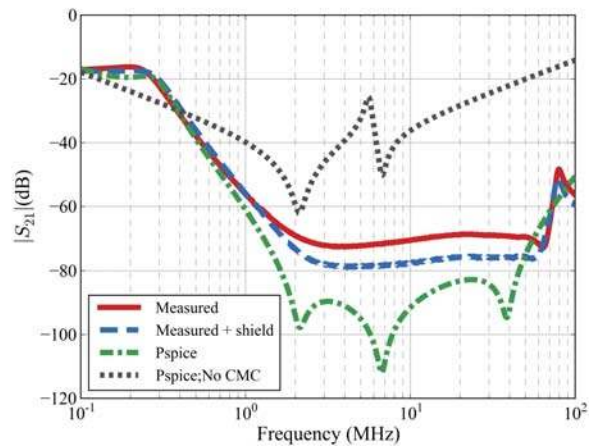 |S21|(dB)
0
−20
−40
−60
−80
−100
−120
Measured
Measured + shield
Pspice
Pspice;No CMC
10-1 100 101 102
Frequency (MHz)